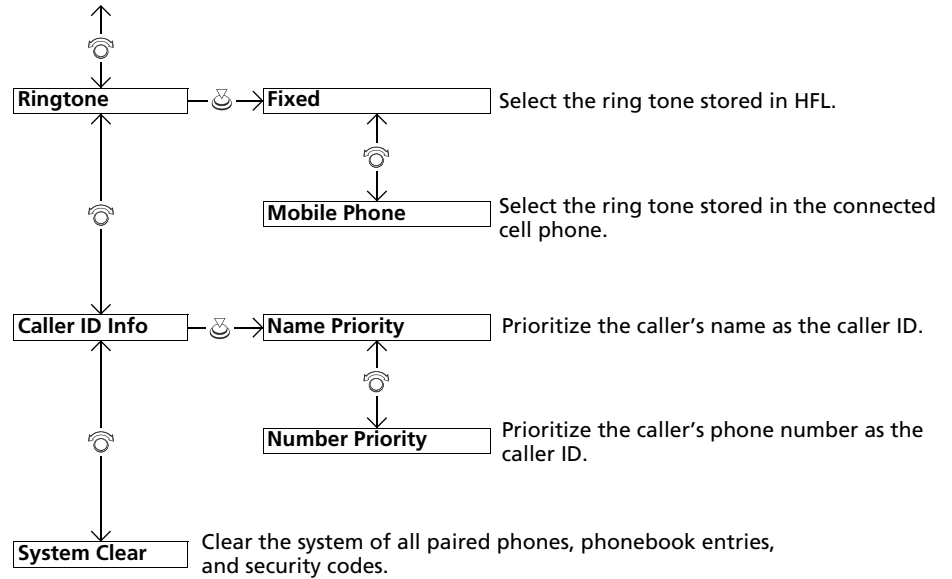 Ringtone
Fixed
Select the ring tone stored in HFL.
Mobile Phone
Select the ring tone stored in the connected
cell phone.
Caller ID Info
Name Priority
Prioritize the caller’s name as the caller ID.
Number Priority
Prioritize the caller’s phone number as the
caller ID.
System Clear
Clear the system of all paired phones, phonebook entries,
and security codes.